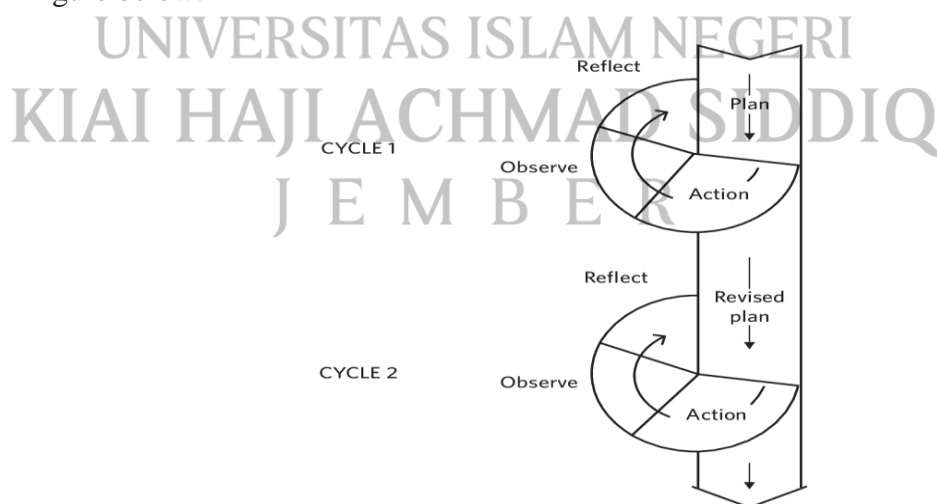 UNIVERSITAS ISLAM NEGERI
Reflect
Plan
KIAI HAJI ACHMAD SIDDIQ
CYCLE 1
Observe
Action
J E M B E R
Reflect
Revised
plan
CYCLE 2
Observe
Action